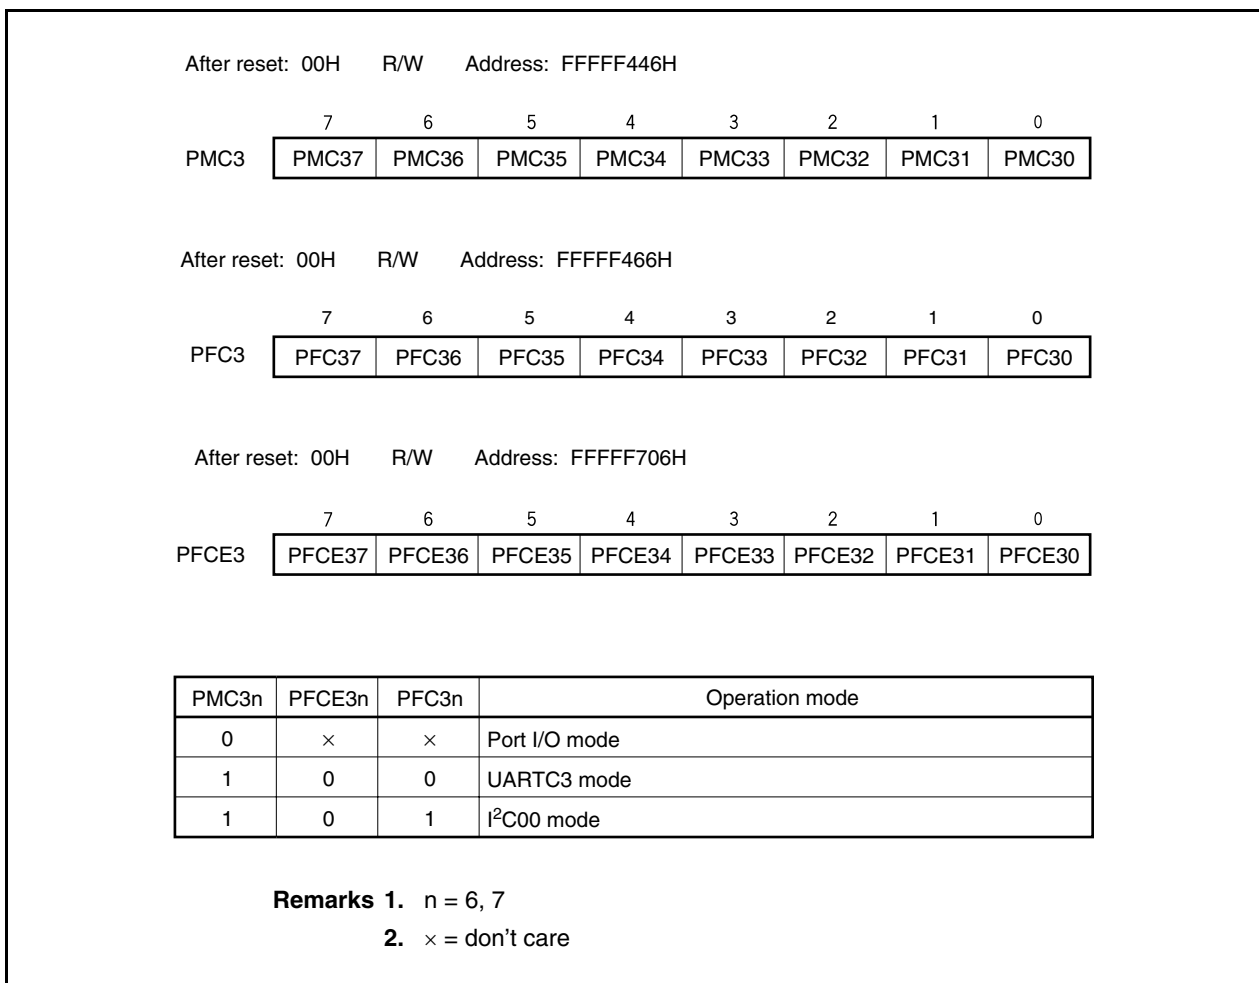 After reset: 00H R/W Address: FFFFF446H
7 6 5 4 3 2 1 0
PMC3 PMC37 PMC36 PMC35 PMC34 PMC33 PMC32 PMC31 PMC30
After reset: 00H R/W Address: FFFFF466H
7 6 5 4 3 2 1 0
PFC3 PFC37 PFC36 PFC35 PFC34 PFC33 PFC32 PFC31 PFC30
After reset: 00H R/W Address: FFFFF706H
7 6 5 4 3 2 1 0
PFCE3 PFCE37 PFCE36 PFCE35 PFCE34 PFCE33 PFCE32 PFCE31 PFCE30
PMC3n PFCE3n PFC3n Operation mode
0 × × Port I/O mode
1 0 0 UARTC3 mode
1 0 1 I²C00 mode
Remarks 1. n = 6, 7
2. × = don't care